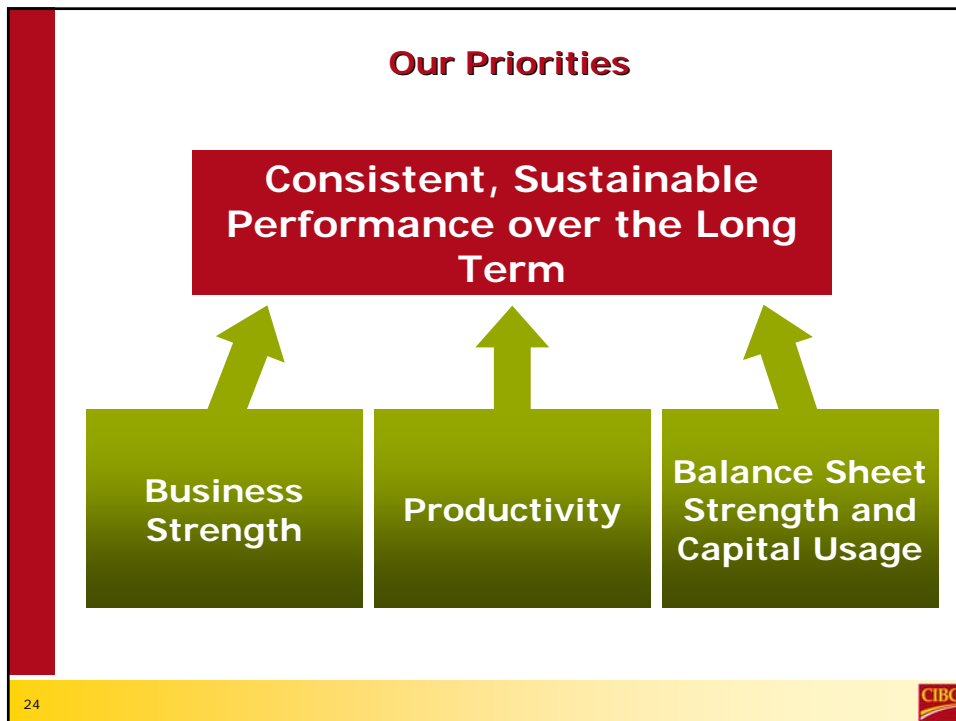 Our Priorities
Consistent, Sustainable
Performance over the Long
Term
Business
Strength
Productivity
Balance Sheet
Strength and
Capital Usage
24
CIBC